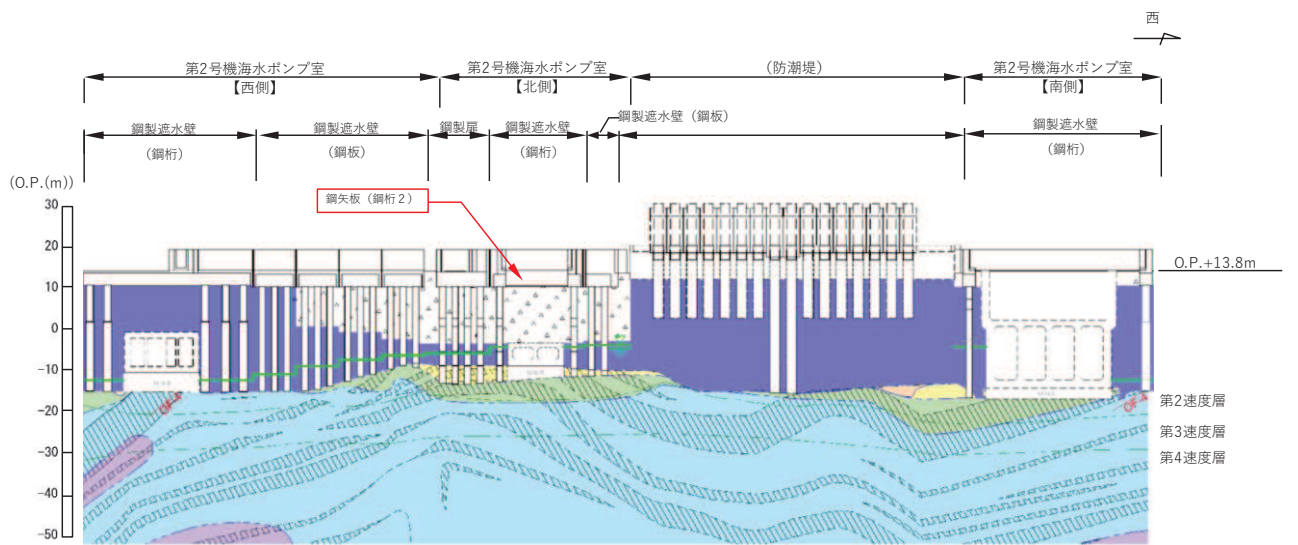 西
第2号機海水ポンプ室
【西側】
第2号機海水ポンプ室
【北側】
(防潮堤)
第2号機海水ポンプ室
【南側】
鋼製遮水壁
(鋼桁)
鋼製遮水壁
(鋼板)
鋼製扉
鋼製遮水壁
(鋼桁)
鋼製遮水壁（鋼板）
鋼製遮水壁
(鋼桁)
(O.P.(m))
鋼矢板（鋼桁２）
30
20
10
0
-10
-20
-30
-40
-50
O.P.+13.8m
OF-4
OF-4
第2速度層
第3速度層
第4速度層